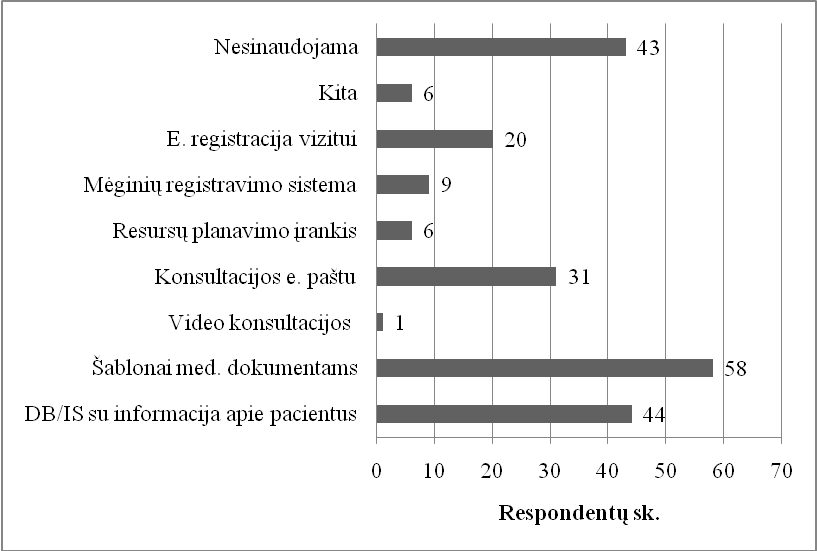 Nesinaudojama 43
Kita 6
E. registracija vizitui 20
Mėginių registravimo sistema 9
Resursų planavimo įrankis 6
Konsultacijos e. paštu 31
Video konsultacijos 1
Šablonai med. dokumentams 58
DB/IS su informacija apie pacientus 44
0 10 20 30 40 50 60 70
Respondentų sk.